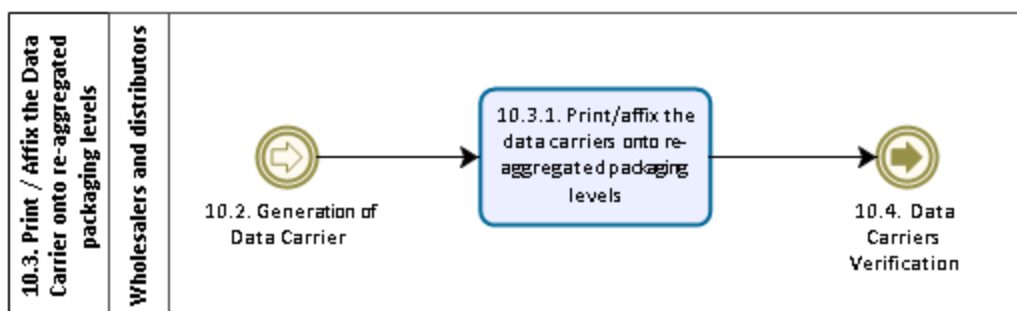 10.3. Print / Affix the Data
Carrier onto re-aggregated
packaging levels
Wholesalers and distributors
10.2. Generation of
Data Carrier
10.3.1. Print/affix the
data carriers onto re-
aggregated packaging
levels
10.4. Data
Carriers
Verification